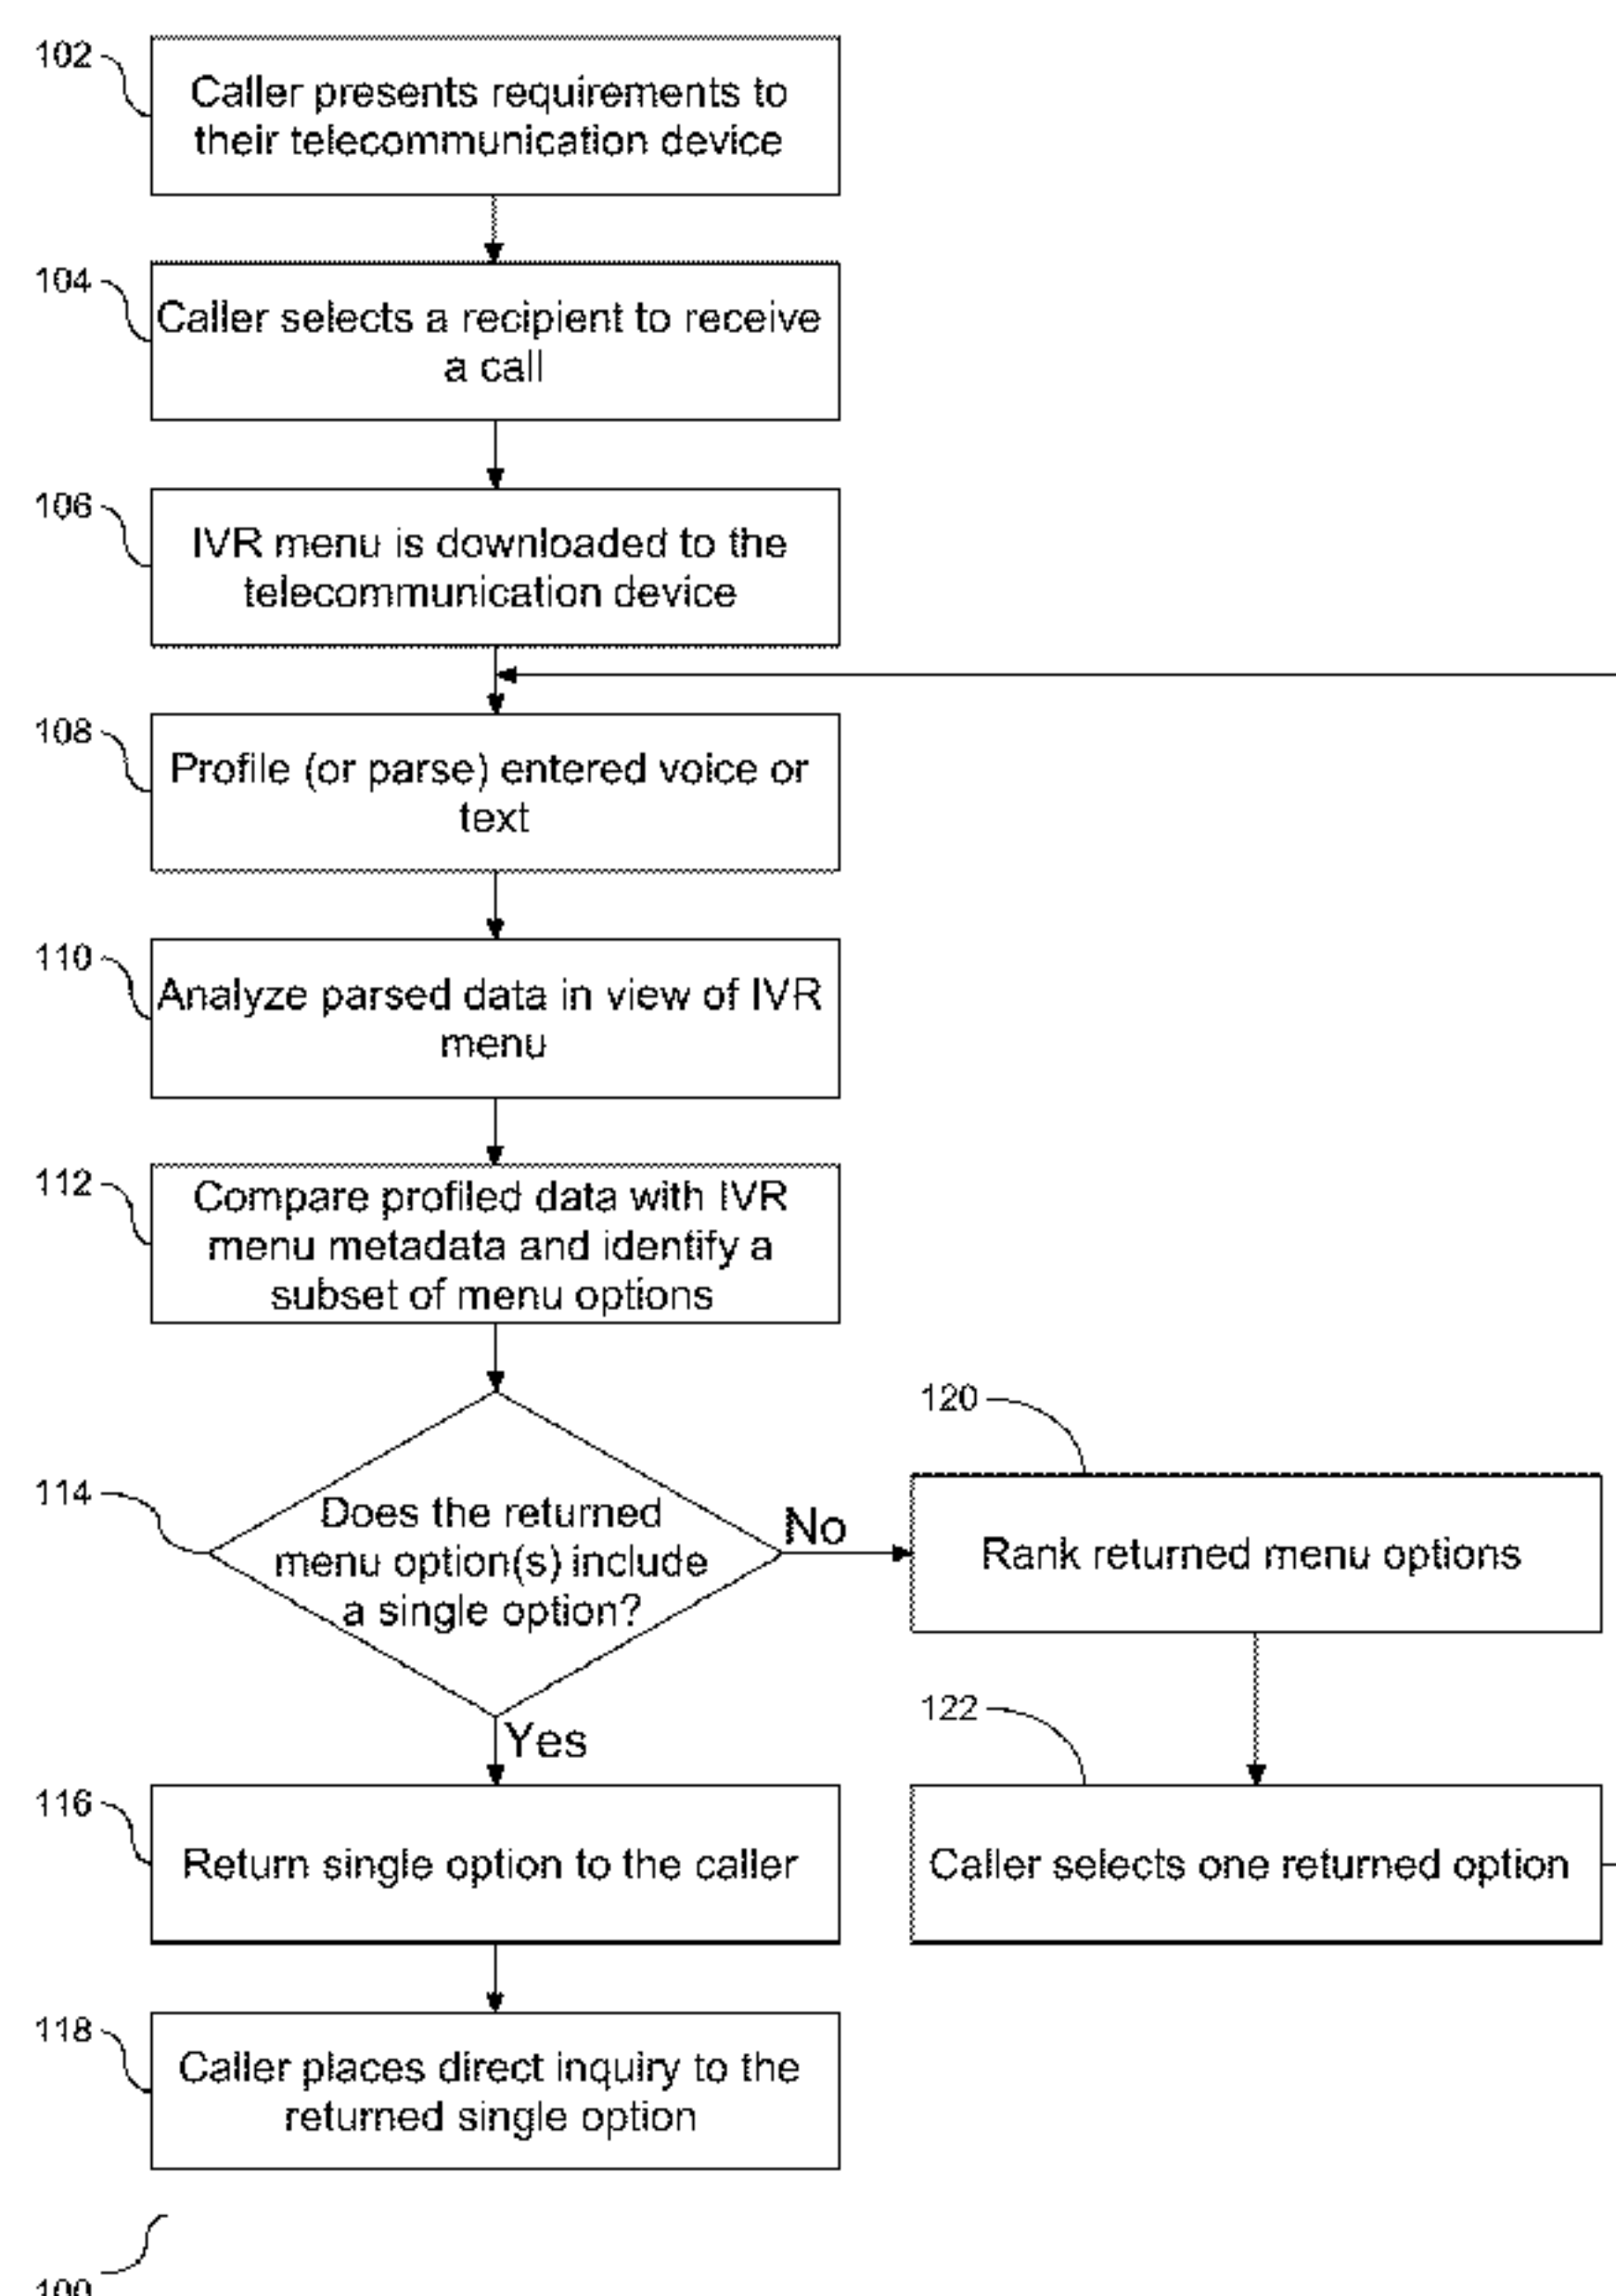 102
Caller presents requirements to
their telecommunication device
104
Caller selects a recipient to receive
a call
106
IVR menu is downloaded to the
telecommunication device
108
Profile (or parse) entered voice or
text
110
Analyze parsed data in view of IVR
menu
112
Compare profiled data with IVR
menu metadata and identify a
subset of menu options
114
Does the returned
menu option(s) include
a single option?
No
120
Rank returned menu options
122
Caller selects one returned option
Yes
116
Return single option to the caller
118
Caller places direct inquiry to the
returned single option
100